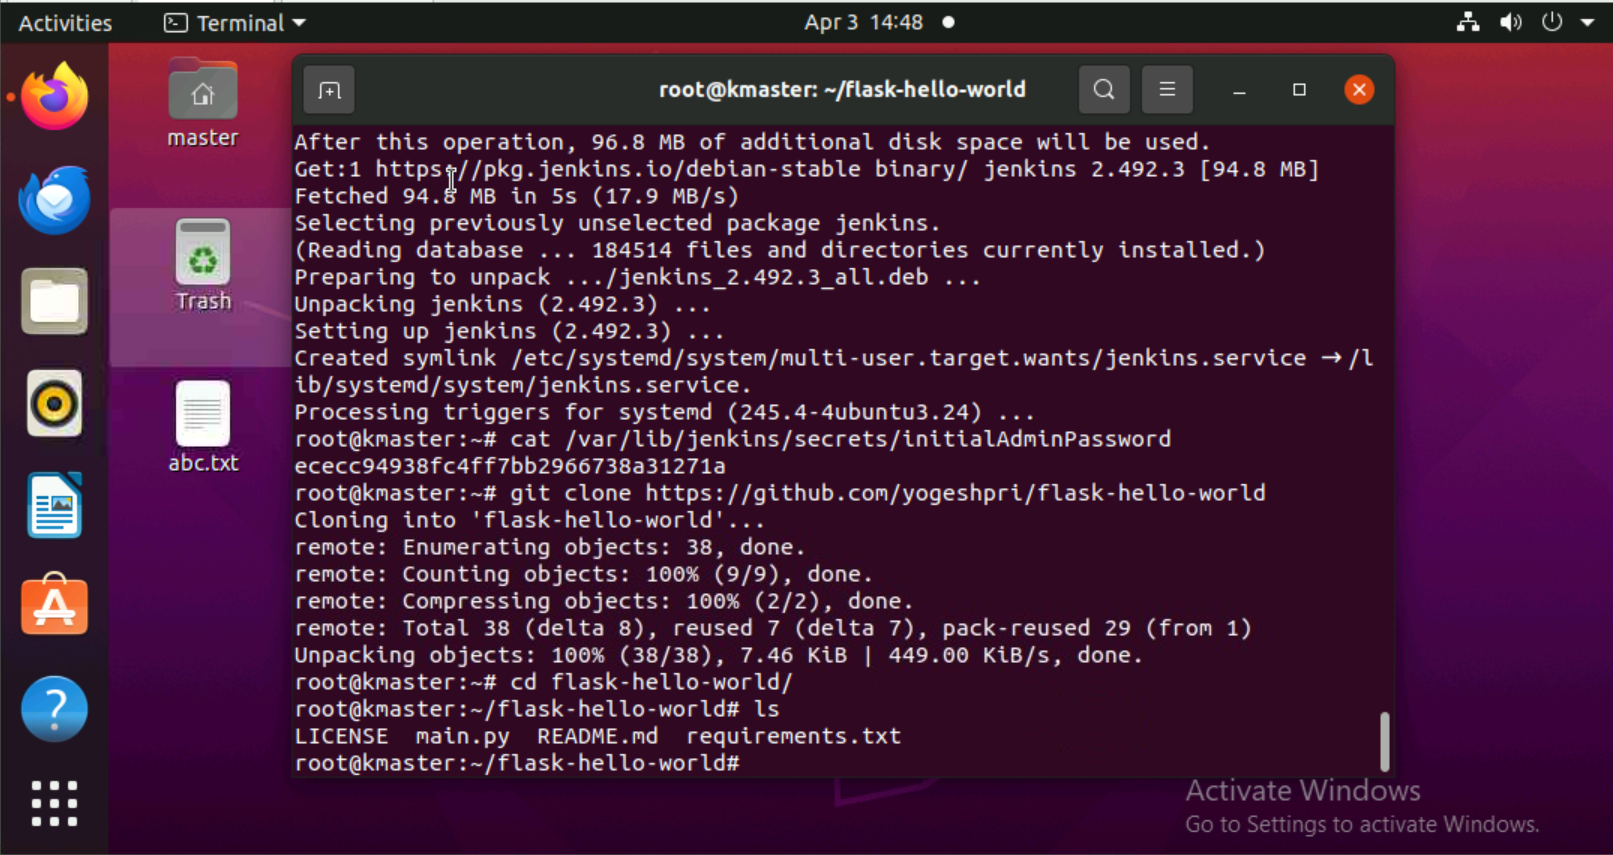 Activities
Terminal
Apr 3 14:48
master
Trash
abc.txt
root@kmaster: ~/flask-hello-world
After this operation, 96.8 MB of additional disk space will be used.
Get:1 https://pkg.jenkins.io/debian-stable binary/ jenkins 2.492.3 [94.8 MB]
Fetched 94.8 MB in 5s (17.9 MB/s)
Selecting previously unselected package jenkins.
(Reading database ... 184514 files and directories currently installed.)
Preparing to unpack .../jenkins_2.492.3_all.deb ...
Unpacking jenkins (2.492.3) ...
Setting up jenkins (2.492.3) ...
Created symlink /etc/systemd/system/multi-user.target.wants/jenkins.service → /l
ib/systemd/system/jenkins.service.
Processing triggers for systemd (245.4-4ubuntu3.24) ...
root@kmaster:~# cat /var/lib/jenkins/secrets/initialAdminPassword
ececc94938fc4ff7bb2966738a31271a
root@kmaster:~# git clone https://github.com/yogeshpri/flask-hello-world
Cloning into 'flask-hello-world'...
remote: Enumerating objects: 38, done.
remote: Counting objects: 100% (9/9), done.
remote: Compressing objects: 100% (2/2), done.
remote: Total 38 (delta 8), reused 7 (delta 7), pack-reused 29 (from 1)
Unpacking objects: 100% (38/38), 7.46 KiB | 449.00 KiB/s, done.
root@kmaster:~# cd flask-hello-world/
root@kmaster:~/flask-hello-world# ls
LICENSE  main.py  README.md  requirements.txt
root@kmaster:~/flask-hello-world#
Activate Windows
Go to Settings to activate Windows.